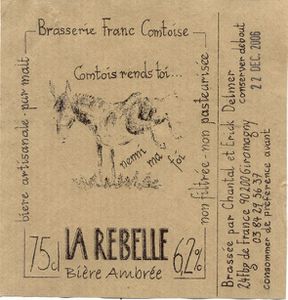 Brasserie Franc Comtoise
Comtois rends toi...
nenni ma foi
bière artisanale pur malt
non filtrée - non pasteurisée
LA REBELLE
75cl
6,2%
Bière Ambrée
Brassée par Chantal et Erick Delmer
24 Fbg de France 90200 Giromagny
03 84 29 56 37
consommer de préférence avant
conserver debout
22 DEC. 2006